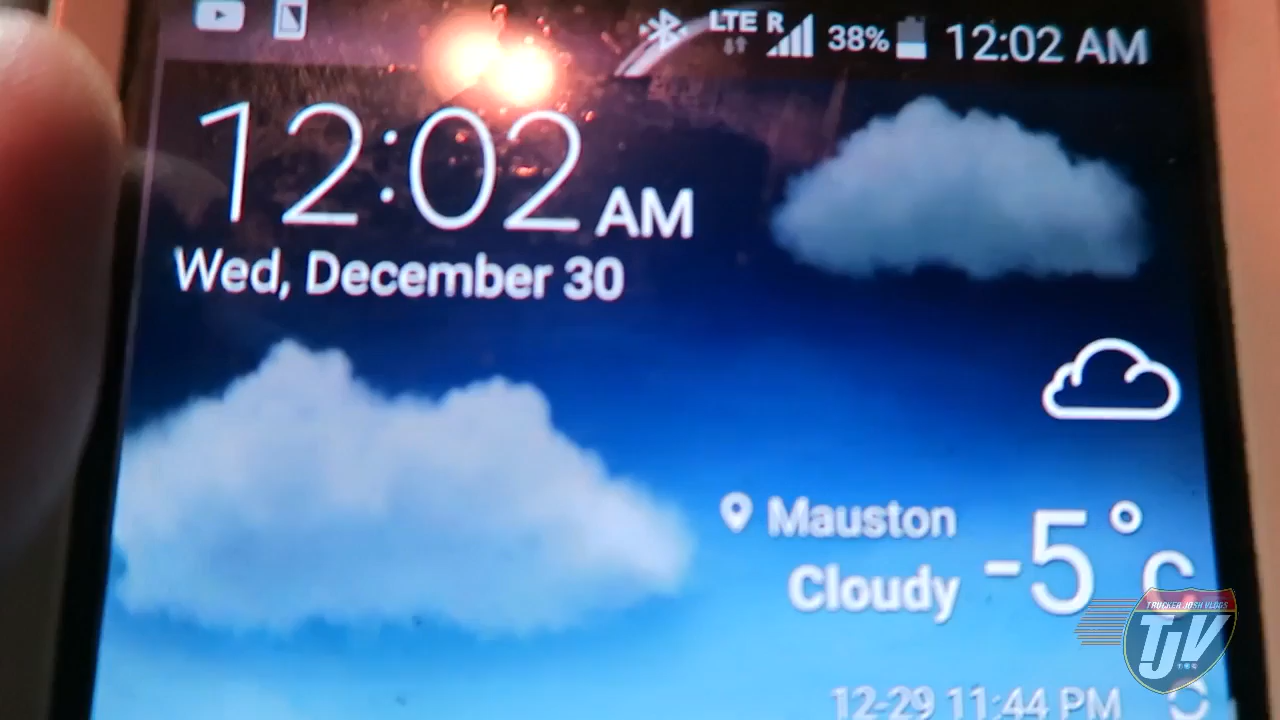 LTE R 38% 12:02 AM
12:02 AM
Wed, December 30
Mauston
Cloudy -5°C
12-29 11:44 PM
TRUCKER JOSH VLOGS
TJV